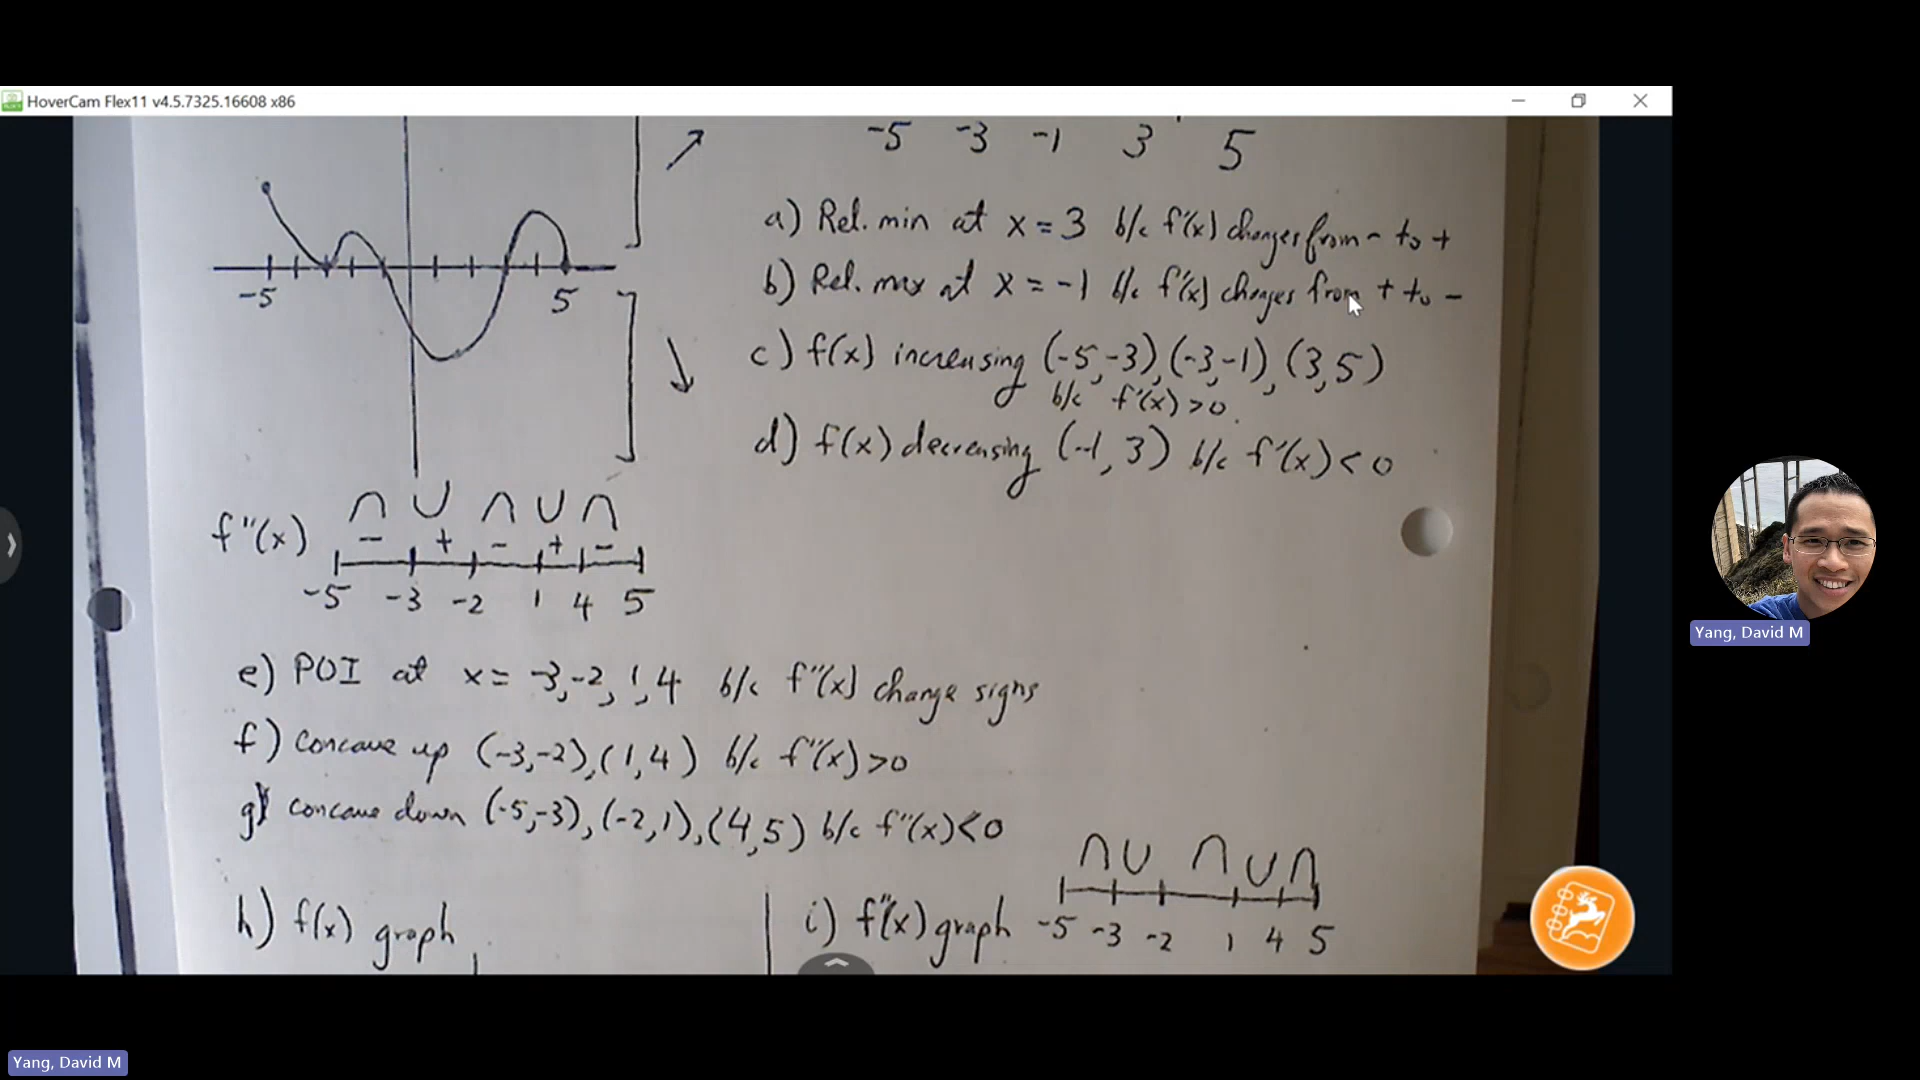 HoverCam Flex11 v4.5.7325.16608 x86
-5 -3 -1 3 5
a) Rel. min at x = 3 b/c f'(x) changes from - to +
b) Rel. max at x = -1 b/c f'(x) changes from + to -
-5 5
c) f(x) increasing (-5,-3), (-3,-1), (3,5)
b/c f'(x) > 0.
d) f(x) decreasing (-1, 3) b/c f'(x) < 0
f"(x) - + - + -
-5 -3 -2 1 4 5
Yang, David M
e) POI at x = -3, -2, 1, 4 b/c f"(x) change signs
f) concave up (-3,-2), (1,4) b/c f"(x) > 0
g) concave down (-5,-3), (-2,1), (4,5) b/c f"(x) < 0
h) f(x) graph
i) f"(x) graph -5 -3 -2 1 4 5
Yang, David M